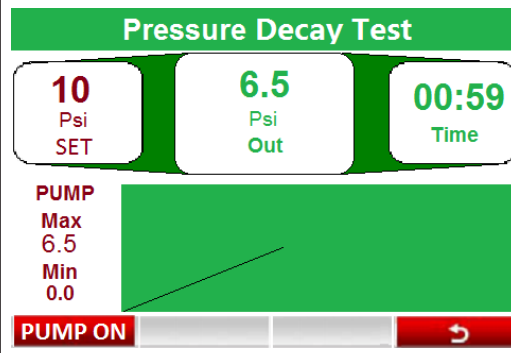 Pressure Decay Test
10
Psi
SET
6.5
Psi
Out
00:59
Time
PUMP
Max
6.5
Min
0.0
PUMP ON